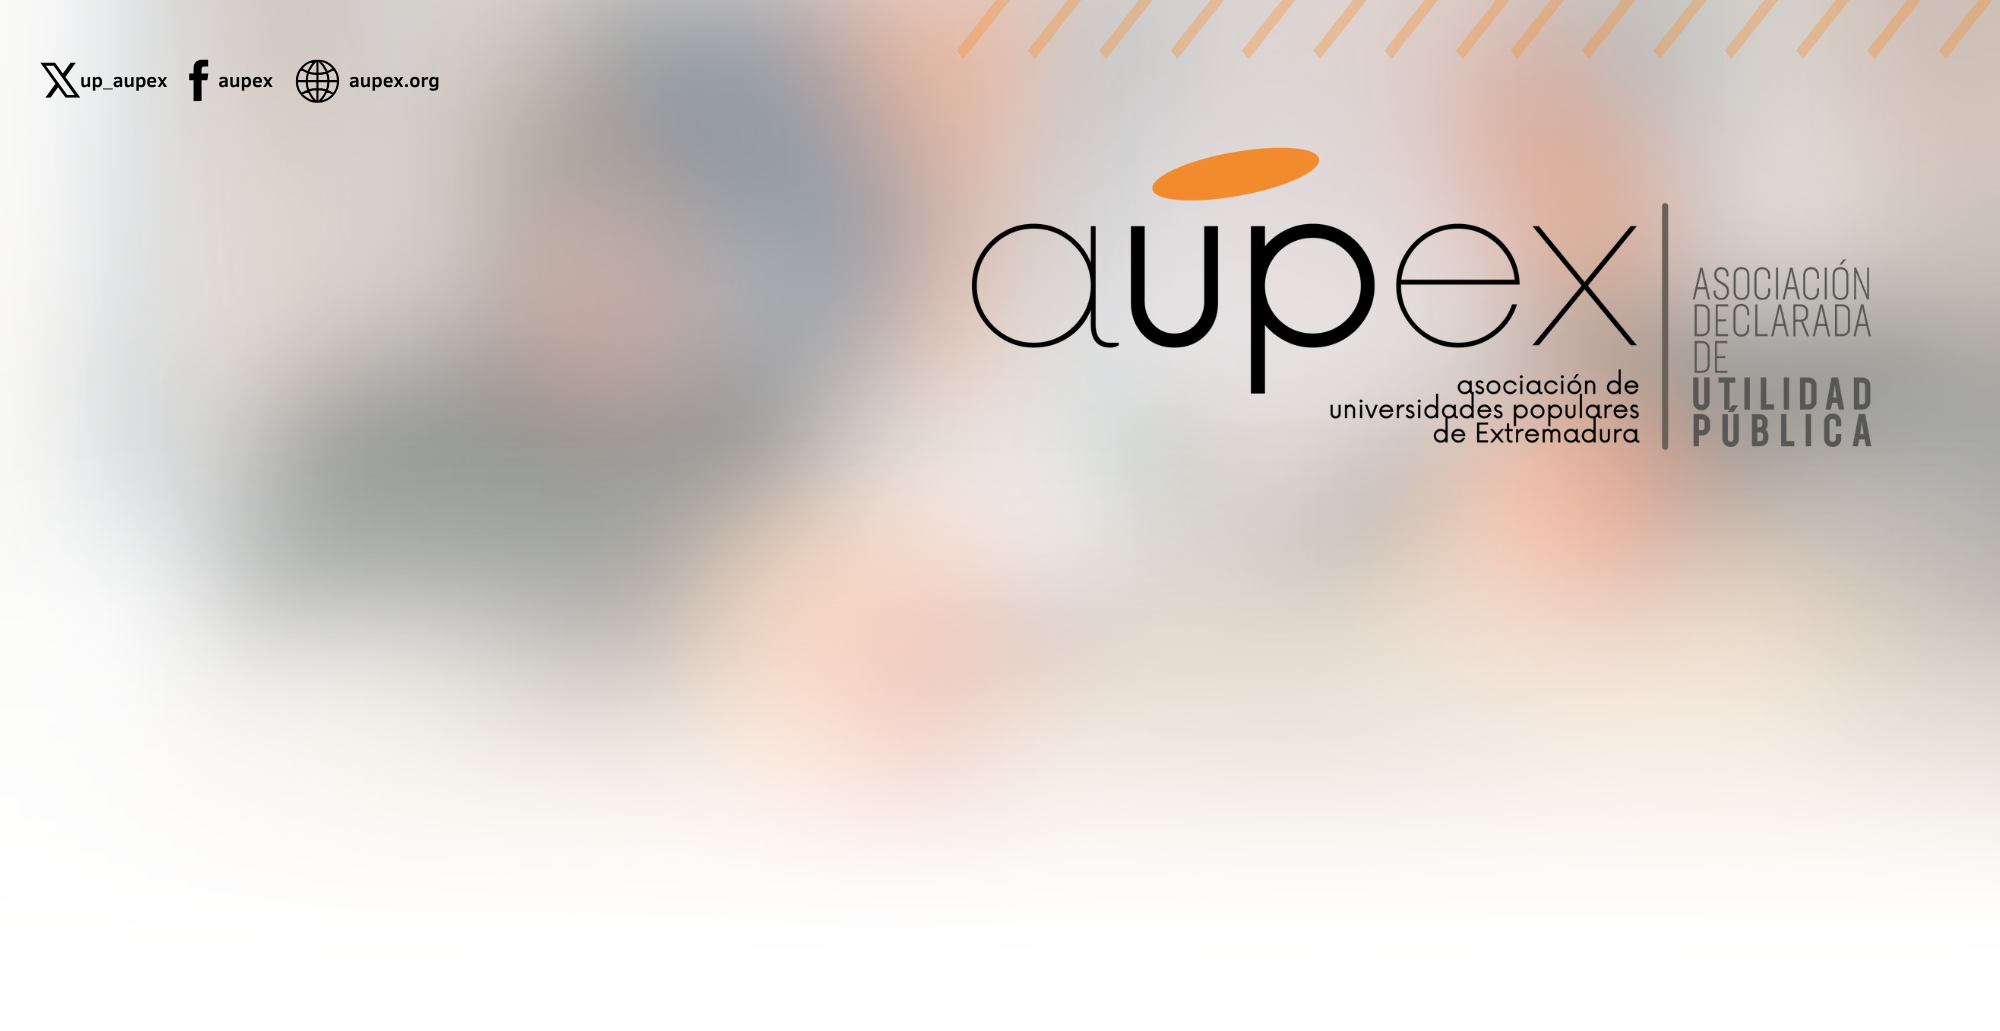 up_aupex aupex aupex.org
aupex
asociación de
universidades populares
de Extremadura
ASOCIACIÓN
DECLARADA
DE
UTILIDAD
PÚBLICA